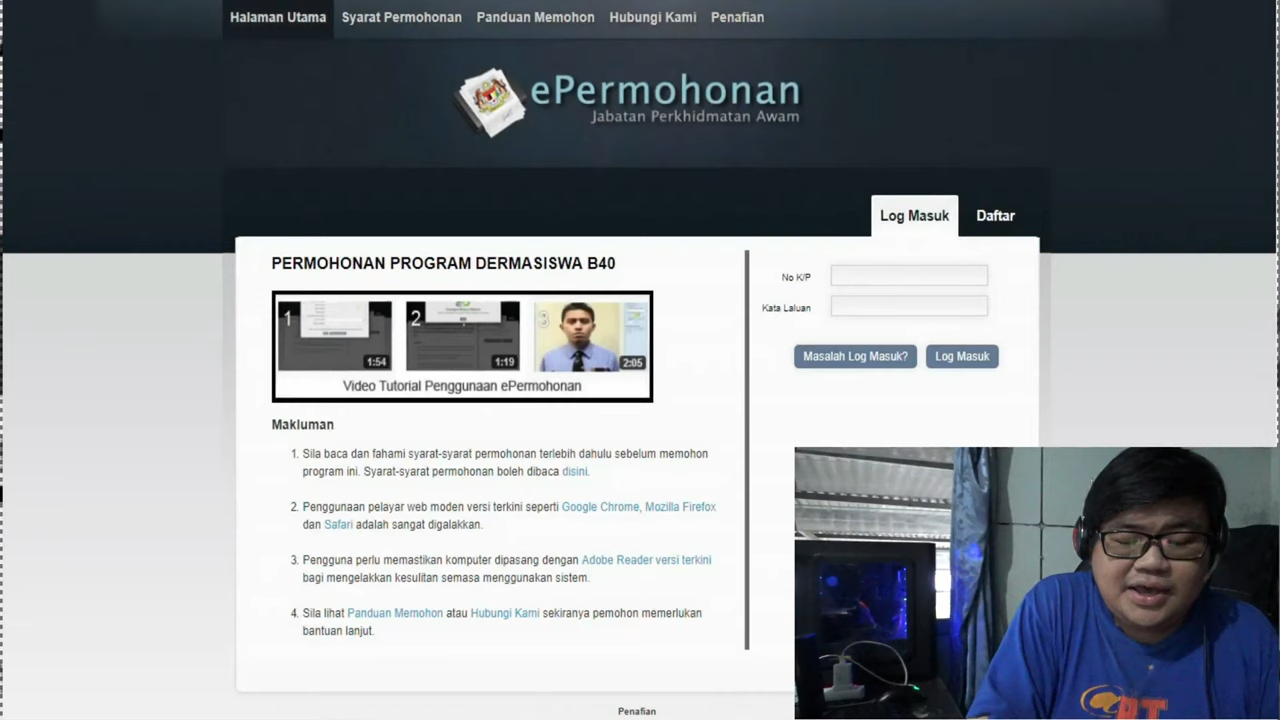 Halaman Utama Syarat Permohonan Panduan Memohon Hubungi Kami Penafian
ePermohonan
Jabatan Perkhidmatan Awam
Log Masuk Daftar
PERMOHONAN PROGRAM DERMASISWA B40
1 2 3
1:54 1:19 2:05
Video Tutorial Penggunaan ePermohonan
Makluman
1. Sila baca dan fahami syarat-syarat permohonan terlebih dahulu sebelum memohon
program ini. Syarat-syarat permohonan boleh dibaca disini.
2. Penggunaan pelayar web moden versi terkini seperti Google Chrome, Mozilla Firefox
dan Safari adalah sangat digalakkan.
3. Pengguna perlu memastikan komputer dipasang dengan Adobe Reader versi terkini
bagi mengelakkan kesulitan semasa menggunakan sistem.
4. Sila lihat Panduan Memohon atau Hubungi Kami sekiranya pemohon memerlukan
bantuan lanjut.
No K/P
Kata Laluan
Masalah Log Masuk? Log Masuk
Penafian